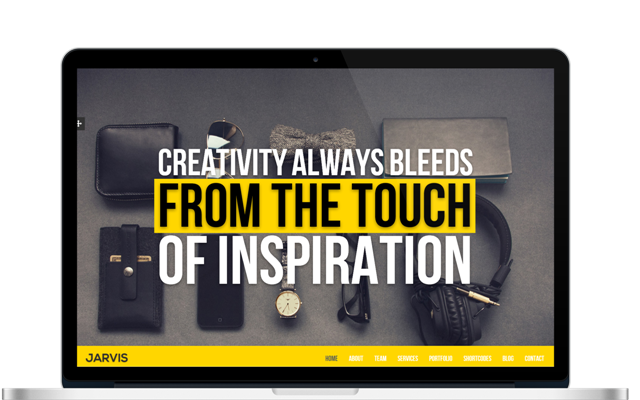 CREATIVITY ALWAYS BLEEDS
FROM THE TOUCH
OF INSPIRATION
JARVIS HOME ABOUT TEAM SERVICES PORTFOLIO SHORTCODES BLOG CONTACT